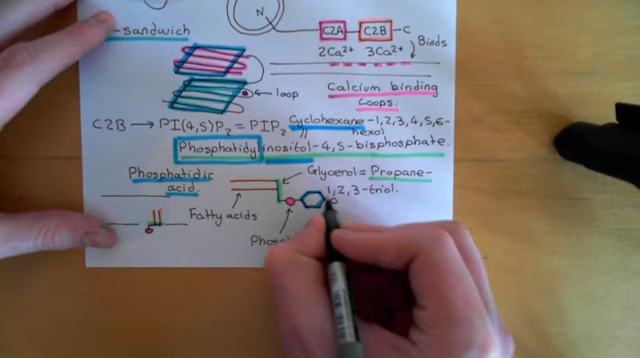 N
C2A
C2B
-C
-sandwich
2Ca²⁺ 3Ca²⁺
Binds
Calcium binding
Loops.
loop
C2B → PI(4,5)P₂ = PIP₂ Cyclohexane-1,2,3,4,5,6-
hexol
Phosphatidylinositol-4,5-bisphosphate.
Phosphatidic
acid.
Glycerol = Propane-
1,2,3-triol.
Fatty acids